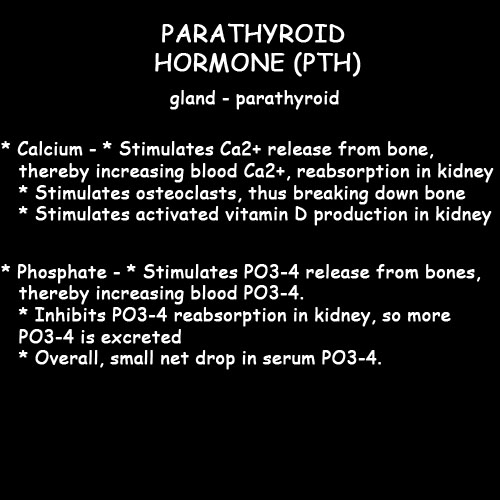 PARATHYROID
HORMONE (PTH)
gland - parathyroid
* Calcium - * Stimulates Ca2+ release from bone,
thereby increasing blood Ca2+, reabsorption in kidney
* Stimulates osteoclasts, thus breaking down bone
* Stimulates activated vitamin D production in kidney
* Phosphate - * Stimulates PO3-4 release from bones,
thereby increasing blood PO3-4.
* Inhibits PO3-4 reabsorption in kidney, so more
PO3-4 is excreted
* Overall, small net drop in serum PO3-4.